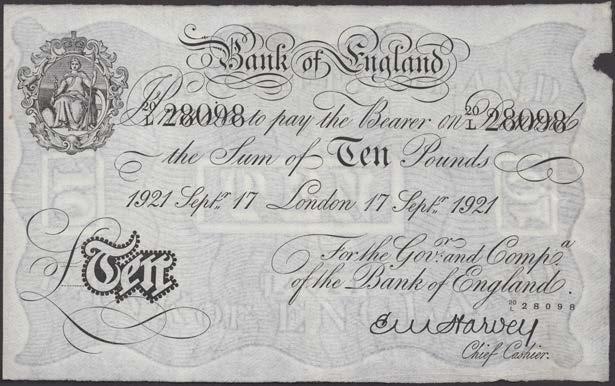 Bank of England
I Promise to pay the Bearer on Demand
20/L 28098 20/L 28098
the Sum of Ten Pounds
1921 Septr. 17 London 17 Septr. 1921
For the Govr. and Compa.
of the Bank of England.
£ Ten
20/L 28098
E M Harvey
Chief Cashier.